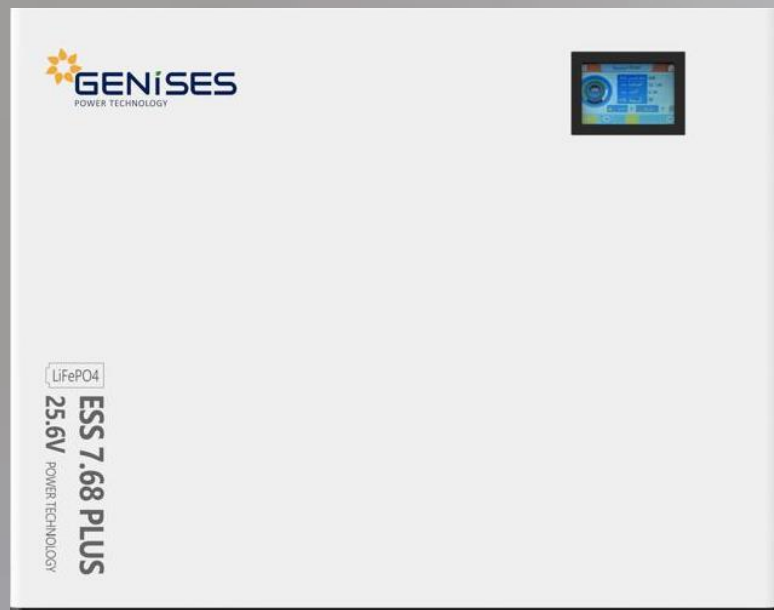 GENiSES
POWER TECHNOLOGY
LiFePO4
ESS 7.68 PLUS
25.6V POWER TECHNOLOGY